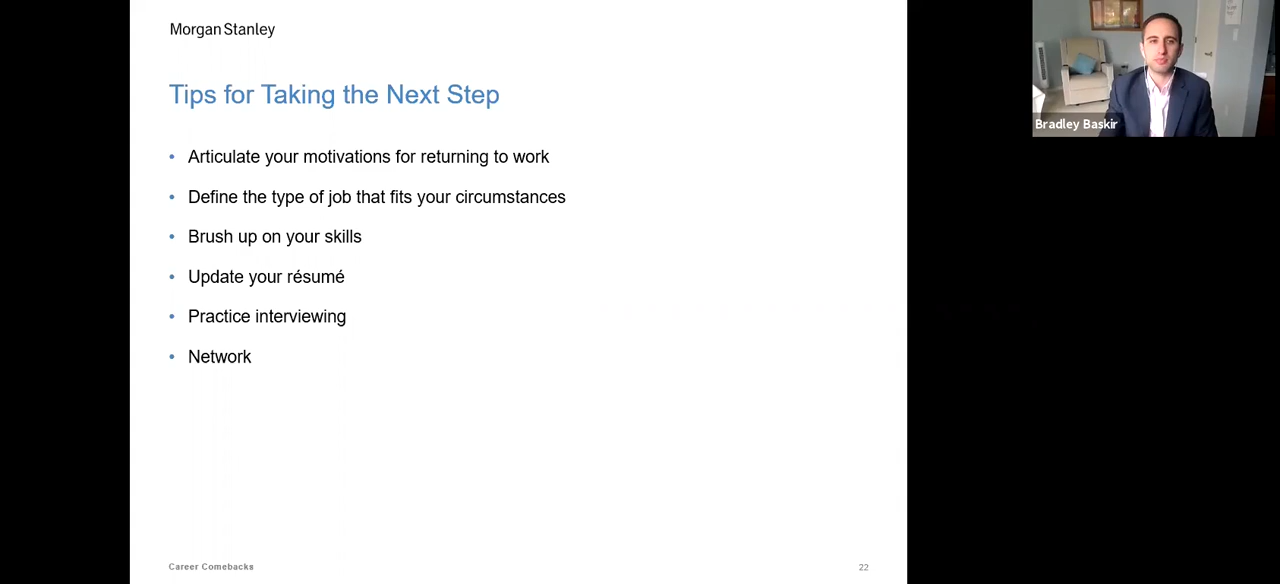 Morgan Stanley
Tips for Taking the Next Step
• Articulate your motivations for returning to work
• Define the type of job that fits your circumstances
• Brush up on your skills
• Update your résumé
• Practice interviewing
• Network
Career Comebacks
22
Bradley Baskir